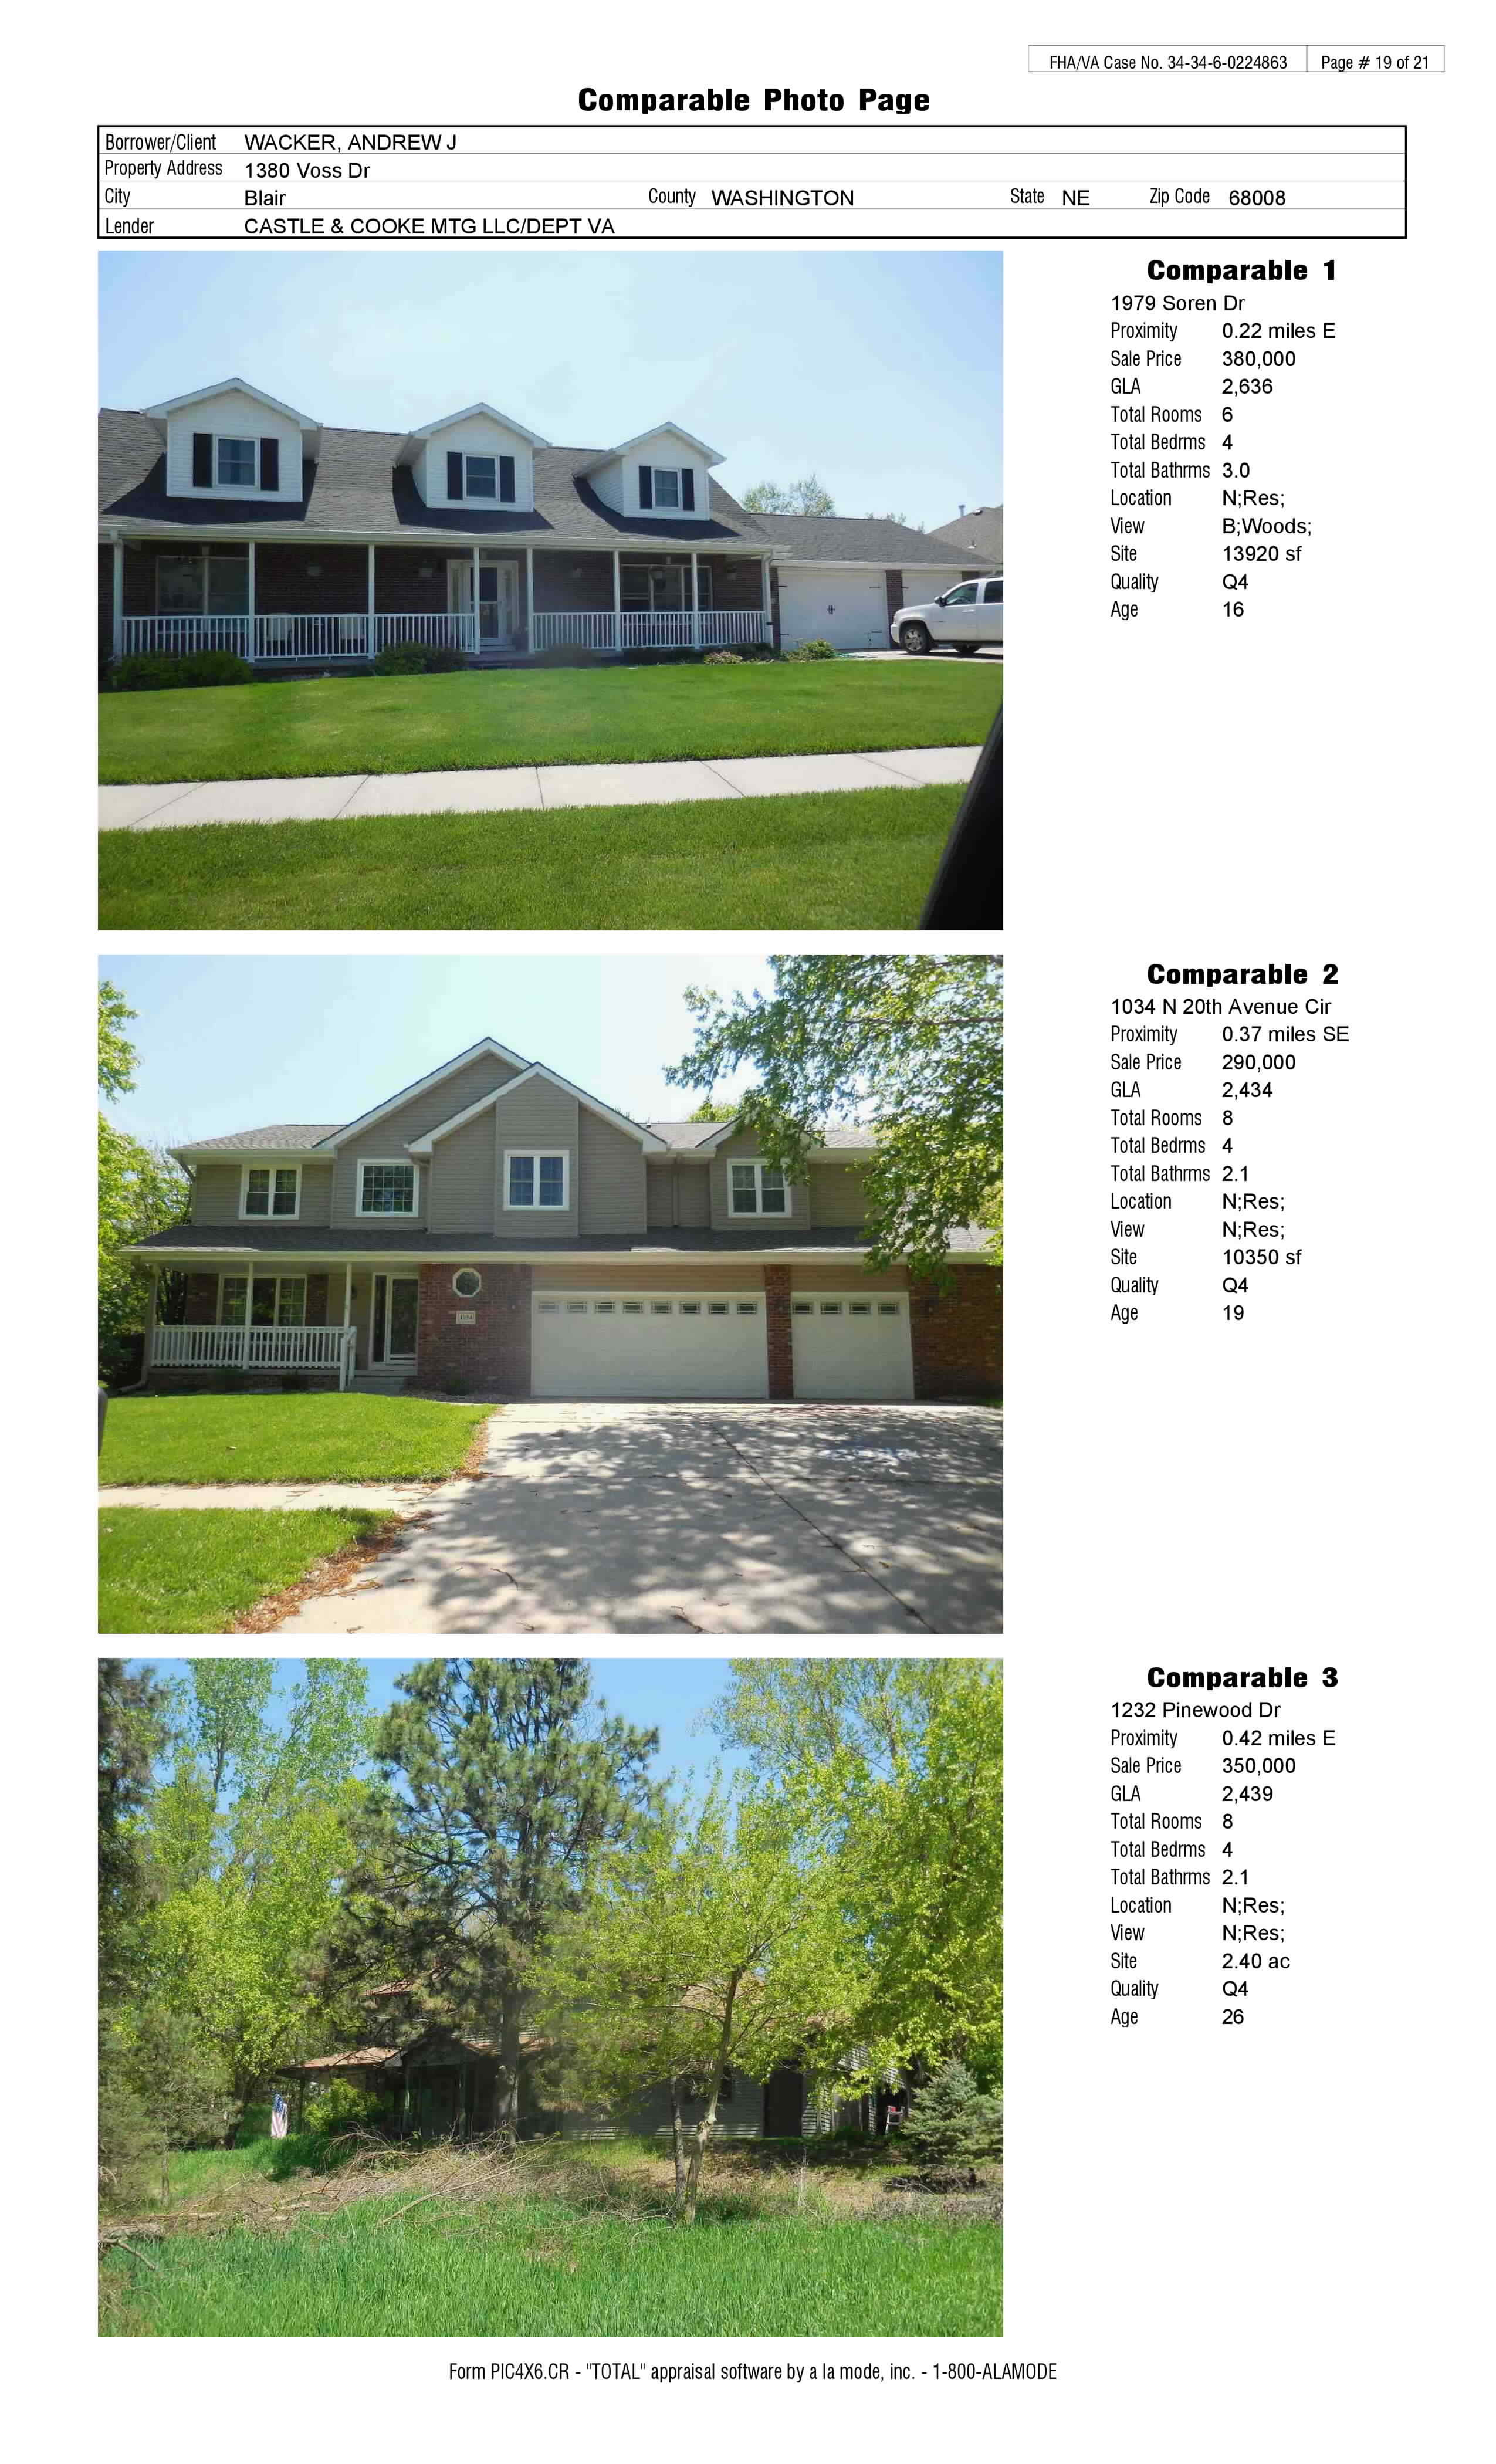 FHA/VA Case No. 34-34-6-0224863 Page # 19 of 21
Comparable Photo Page
Borrower/Client WACKER, ANDREW J
Property Address 1380 Voss Dr
City Blair County WASHINGTON State NE Zip Code 68008
Lender CASTLE & COOKE MTG LLC/DEPT VA
Comparable 1
1979 Soren Dr
Proximity 0.22 miles E
Sale Price 380,000
GLA 2,636
Total Rooms 6
Total Bedrms 4
Total Bathrms 3.0
Location N;Res;
View B;Woods;
Site 13920 sf
Quality Q4
Age 16
Comparable 2
1034 N 20th Avenue Cir
Proximity 0.37 miles SE
Sale Price 290,000
GLA 2,434
Total Rooms 8
Total Bedrms 4
Total Bathrms 2.1
Location N;Res;
View N;Res;
Site 10350 sf
Quality Q4
Age 19
1034
Comparable 3
1232 Pinewood Dr
Proximity 0.42 miles E
Sale Price 350,000
GLA 2,439
Total Rooms 8
Total Bedrms 4
Total Bathrms 2.1
Location N;Res;
View N;Res;
Site 2.40 ac
Quality Q4
Age 26
Form PIC4X6.CR - "TOTAL" appraisal software by a la mode, inc. - 1-800-ALAMODE